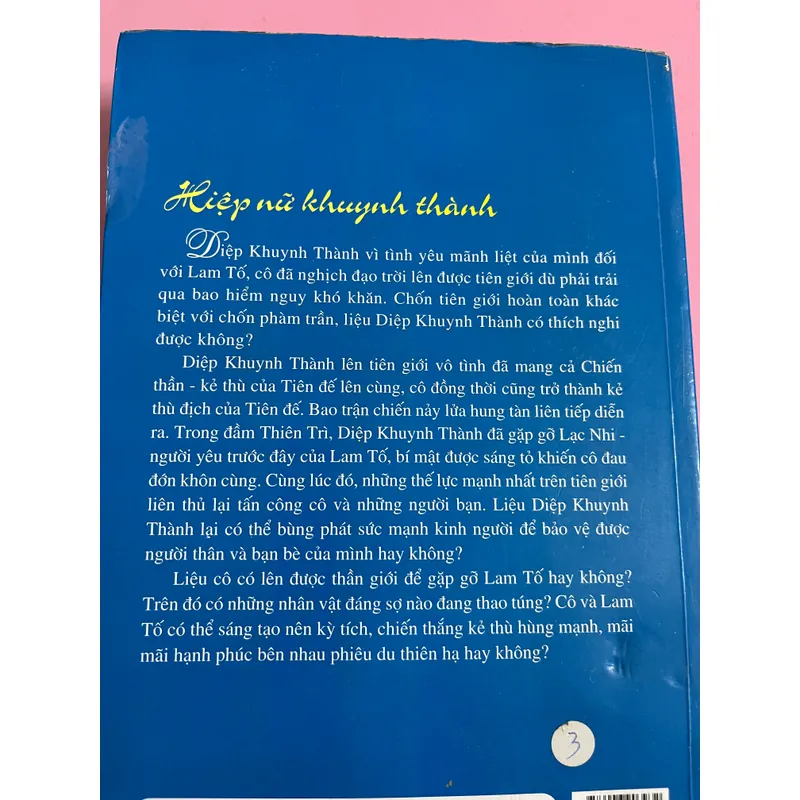 Hiệp nữ khuynh thành
Diệp Khuynh Thành vì tình yêu mãnh liệt của mình đối
với Lam Tố, cô đã nghịch đạo trời lên được tiên giới dù phải trải
qua bao hiểm nguy khó khăn. Chốn tiên giới hoàn toàn khác
biệt với chốn phàm trần, liệu Diệp Khuynh Thành có thích nghi
được không?
Diệp Khuynh Thành lên tiên giới vô tình đã mang cả Chiến
thần - kẻ thù của Tiên đế lên cùng, cô đồng thời cũng trở thành kẻ
thù địch của Tiên đế. Bao trận chiến nảy lửa hung tàn liên tiếp diễn
ra. Trong đầm Thiên Trì, Diệp Khuynh Thành đã gặp gỡ Lạc Nhi -
người yêu trước đây của Lam Tố, bí mật được sáng tỏ khiến cô đau
đớn khôn cùng. Cùng lúc đó, những thế lực mạnh nhất trên tiên giới
liên thủ lại tấn công cô và những người bạn. Liệu Diệp Khuynh
Thành lại có thể bùng phát sức mạnh kinh người để bảo vệ được
người thân và bạn bè của mình hay không?
Liệu cô có lên được thần giới để gặp gỡ Lam Tố hay không?
Trên đó có những nhân vật đáng sợ nào đang thao túng? Cô và Lam
Tố có thể sáng tạo nên kỳ tích, chiến thắng kẻ thù hùng mạnh, mãi
mãi hạnh phúc bên nhau phiêu du thiên hạ hay không?
3